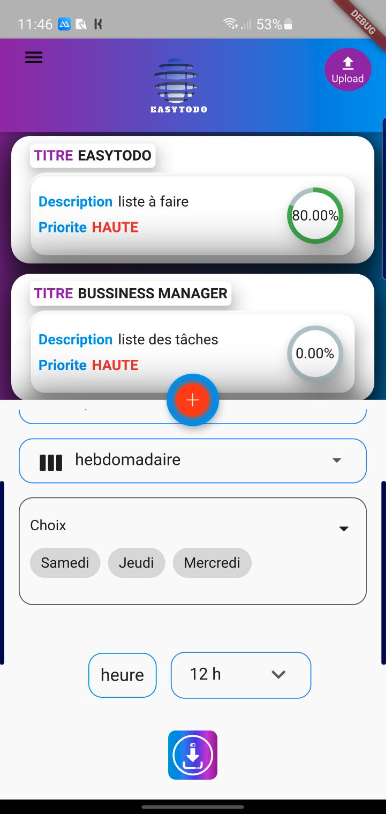 11:46 53%
DEBUG
EASYTODO
Upload
TITRE EASYTODO
Description liste à faire
Priorite HAUTE
80.00%
TITRE BUSSINESS MANAGER
Description liste des tâches
Priorite HAUTE
0.00%
hebdomadaire
Choix
Samedi Jeudi Mercredi
heure 12 h